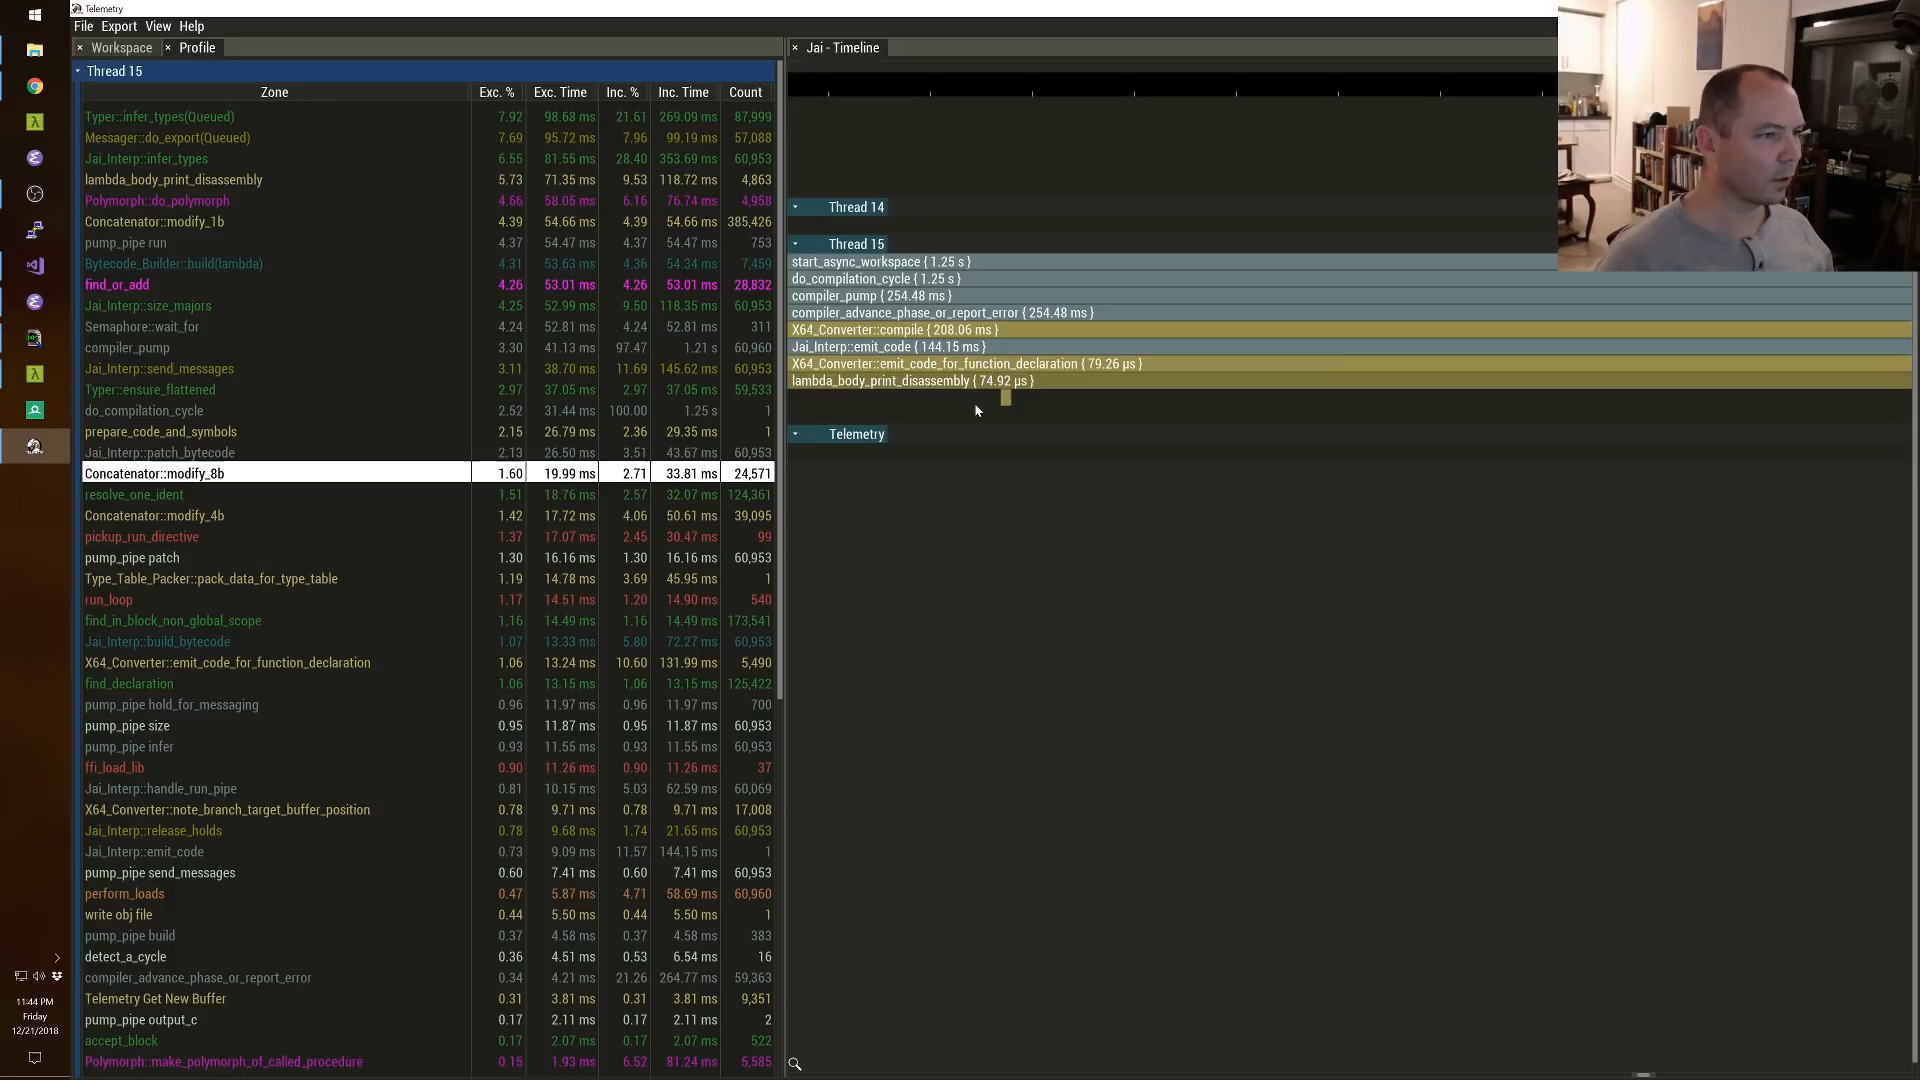 Telemetry
File Export View Help
× Workspace × Profile
Thread 15
Zone Exc. % Exc. Time Inc. % Inc. Time Count
Typer::infer_types(Queued) 7.92 98.68 ms 21.61 269.09 ms 87,999
Messager::do_export(Queued) 7.69 95.72 ms 7.96 99.19 ms 57,088
Jai_Interp::infer_types 6.55 81.55 ms 28.40 353.69 ms 60,953
lambda_body_print_disassembly 5.73 71.35 ms 9.53 118.72 ms 4,863
Polymorph::do_polymorph 4.66 58.05 ms 6.16 76.74 ms 4,958
Concatenator::modify_1b 4.39 54.66 ms 4.39 54.66 ms 385,426
pump_pipe run 4.37 54.47 ms 4.37 54.47 ms 753
Bytecode_Builder::build(lambda) 4.31 53.63 ms 4.36 54.34 ms 7,459
find_or_add 4.26 53.01 ms 4.26 53.01 ms 28,832
Jai_Interp::size_majors 4.25 52.99 ms 9.50 118.35 ms 60,953
Semaphore::wait_for 4.24 52.81 ms 4.24 52.81 ms 311
compiler_pump 3.30 41.13 ms 97.47 1.21 s 60,960
Jai_Interp::send_messages 3.11 38.70 ms 11.69 145.62 ms 60,953
Typer::ensure_flattened 2.97 37.05 ms 2.97 37.05 ms 59,533
do_compilation_cycle 2.52 31.44 ms 100.00 1.25 s 1
prepare_code_and_symbols 2.15 26.79 ms 2.36 29.35 ms 1
Jai_Interp::patch_bytecode 2.13 26.50 ms 3.51 43.67 ms 60,953
Concatenator::modify_8b 1.60 19.99 ms 2.71 33.81 ms 24,571
resolve_one_ident 1.51 18.76 ms 2.57 32.07 ms 124,361
Concatenator::modify_4b 1.42 17.72 ms 4.06 50.61 ms 39,095
pickup_run_directive 1.37 17.07 ms 2.45 30.47 ms 99
pump_pipe patch 1.30 16.16 ms 1.30 16.16 ms 60,953
Type_Table_Packer::pack_data_for_type_table 1.19 14.78 ms 3.69 45.95 ms 1
run_loop 1.17 14.51 ms 1.20 14.90 ms 540
find_in_block_non_global_scope 1.16 14.49 ms 1.16 14.49 ms 173,541
Jai_Interp::build_bytecode 1.07 13.33 ms 5.80 72.27 ms 60,953
X64_Converter::emit_code_for_function_declaration 1.06 13.24 ms 10.60 131.99 ms 5,490
find_declaration 1.06 13.15 ms 1.06 13.15 ms 125,422
pump_pipe hold_for_messaging 0.96 11.97 ms 0.96 11.97 ms 700
pump_pipe size 0.95 11.87 ms 0.95 11.87 ms 60,953
pump_pipe infer 0.93 11.55 ms 0.93 11.55 ms 60,953
ffi_load_lib 0.90 11.26 ms 0.90 11.26 ms 37
Jai_Interp::handle_run_pipe 0.81 10.15 ms 5.03 62.59 ms 60,069
X64_Converter::note_branch_target_buffer_position 0.78 9.71 ms 0.78 9.71 ms 17,008
Jai_Interp::release_holds 0.78 9.68 ms 1.74 21.65 ms 60,953
Jai_Interp::emit_code 0.73 9.09 ms 11.57 144.15 ms 1
pump_pipe send_messages 0.60 7.41 ms 0.60 7.41 ms 60,953
perform_loads 0.47 5.87 ms 4.71 58.69 ms 60,960
write obj file 0.44 5.50 ms 0.44 5.50 ms 1
pump_pipe build 0.37 4.58 ms 0.37 4.58 ms 383
detect_a_cycle 0.36 4.51 ms 0.53 6.54 ms 16
compiler_advance_phase_or_report_error 0.34 4.21 ms 21.26 264.77 ms 59,363
Telemetry Get New Buffer 0.31 3.81 ms 0.31 3.81 ms 9,351
pump_pipe output_c 0.17 2.11 ms 0.17 2.11 ms 2
accept_block 0.17 2.07 ms 0.17 2.07 ms 522
Polymorph::make_polymorph_of_called_procedure 0.15 1.93 ms 6.52 81.24 ms 5,585
× Jai - Timeline
Thread 14
Thread 15
start_async_workspace { 1.25 s }
do_compilation_cycle { 1.25 s }
compiler_pump { 254.48 ms }
compiler_advance_phase_or_report_error { 254.48 ms }
X64_Converter::compile { 208.06 ms }
Jai_Interp::emit_code { 144.15 ms }
X64_Converter::emit_code_for_function_declaration { 79.26 µs }
lambda_body_print_disassembly { 74.92 µs }
Telemetry
11:44 PM
Friday
12/21/2018